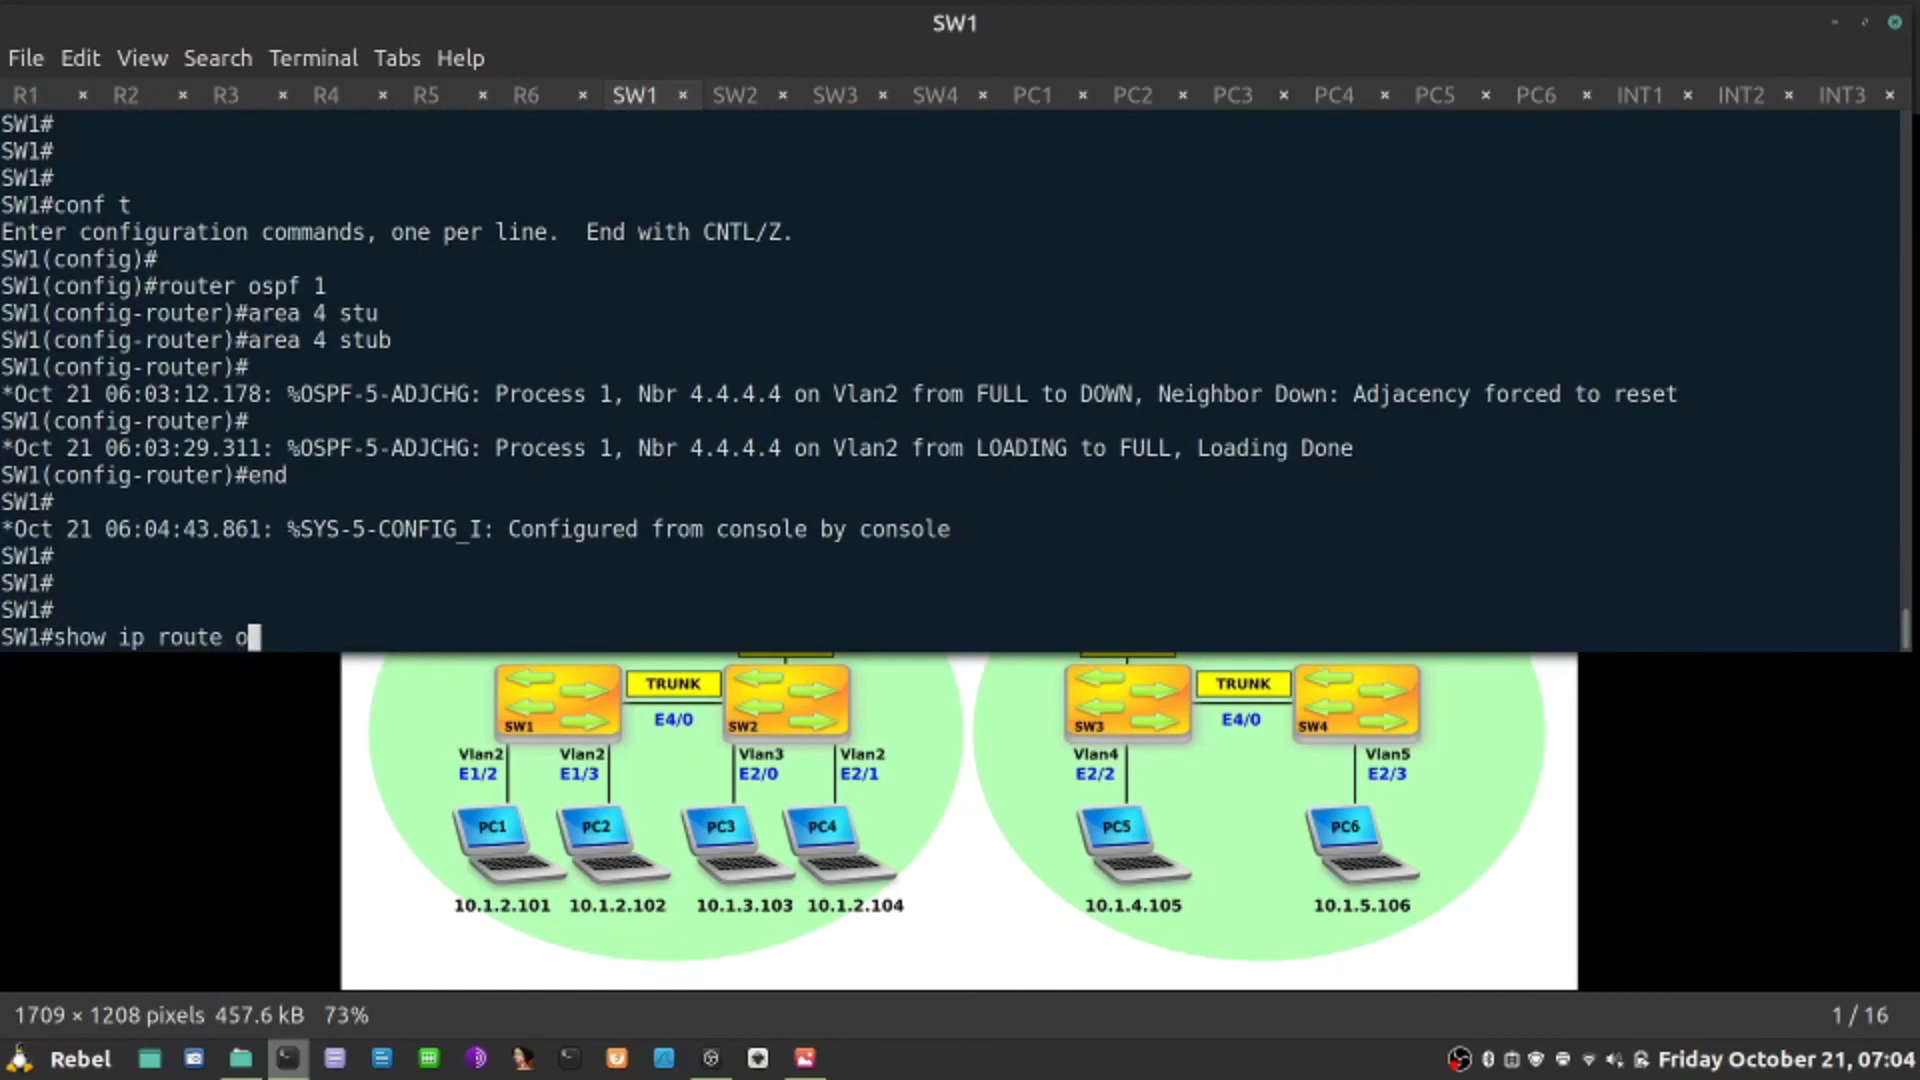 SW1
File Edit View Search Terminal Tabs Help
R1 × R2 × R3 × R4 × R5 × R6 × SW1 × SW2 × SW3 × SW4 × PC1 × PC2 × PC3 × PC4 × PC5 × PC6 × INT1 × INT2 × INT3 ×
SW1#
SW1#
SW1#
SW1#conf t
Enter configuration commands, one per line.  End with CNTL/Z.
SW1(config)#
SW1(config)#router ospf 1
SW1(config-router)#area 4 stu
SW1(config-router)#area 4 stub
SW1(config-router)#
*Oct 21 06:03:12.178: %OSPF-5-ADJCHG: Process 1, Nbr 4.4.4.4 on Vlan2 from FULL to DOWN, Neighbor Down: Adjacency forced to reset
SW1(config-router)#
*Oct 21 06:03:29.311: %OSPF-5-ADJCHG: Process 1, Nbr 4.4.4.4 on Vlan2 from LOADING to FULL, Loading Done
SW1(config-router)#end
SW1#
*Oct 21 06:04:43.861: %SYS-5-CONFIG_I: Configured from console by console
SW1#
SW1#
SW1#
SW1#show ip route o
TRUNK TRUNK
SW1 E4/0 SW2 SW3 E4/0 SW4
Vlan2 Vlan2 Vlan3 Vlan2 Vlan4 Vlan5
E1/2 E1/3 E2/0 E2/1 E2/2 E2/3
PC1 PC2 PC3 PC4 PC5 PC6
10.1.2.101 10.1.2.102 10.1.3.103 10.1.2.104 10.1.4.105 10.1.5.106
1709 × 1208 pixels 457.6 kB 73% 1 / 16
Rebel Friday October 21, 07:04